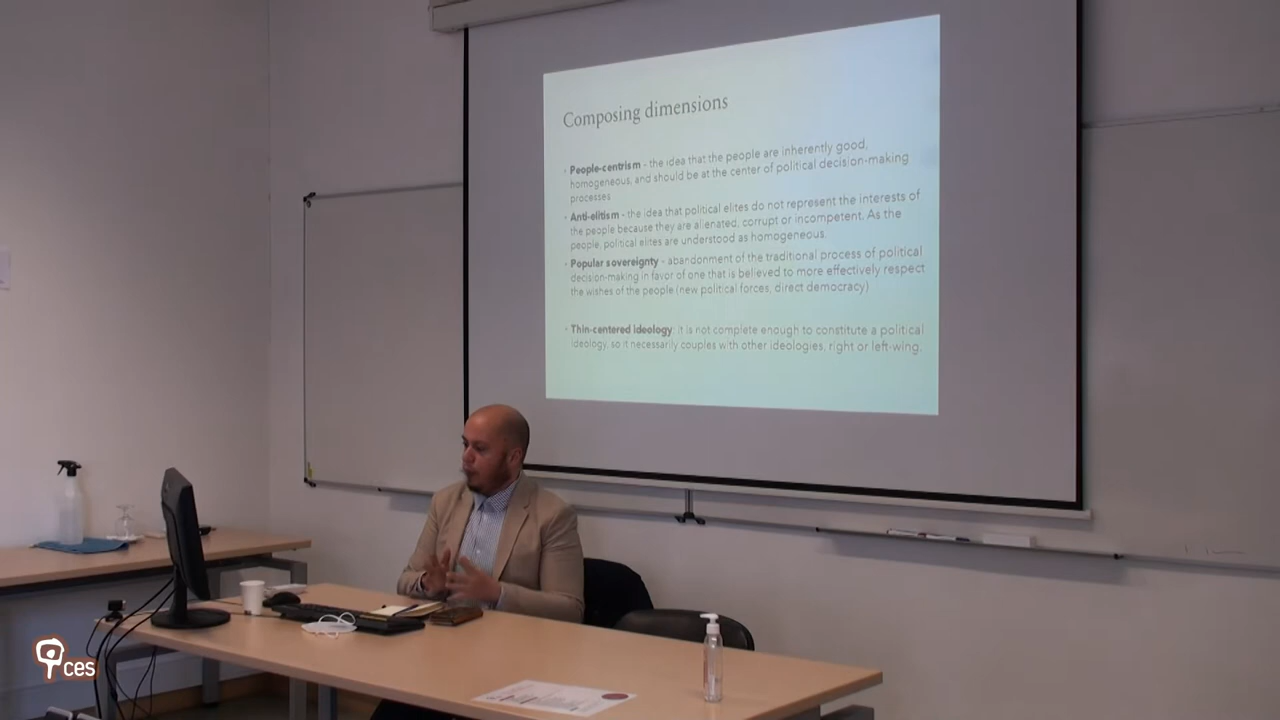 Composing dimensions
• People-centrism - the idea that the people are inherently good,
homogeneous, and should be at the center of political decision-making
processes
• Anti-elitism - the idea that political elites do not represent the interests of
the people because they are alienated, corrupt or incompetent. As the
people, political elites are understood as homogeneous.
• Popular sovereignty - abandonment of the traditional process of political
decision-making in favor of one that is believed to more effectively respect
the wishes of the people (new political forces, direct democracy)
• Thin-centered ideology: it is not complete enough to constitute a political
ideology, so it necessarily couples with other ideologies, right or left-wing.
ces